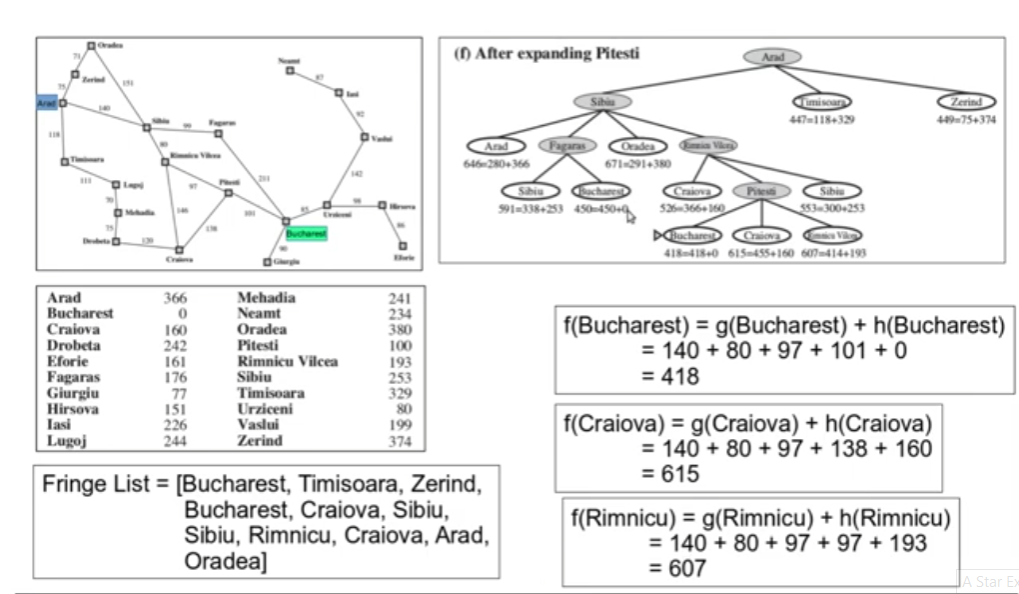 Oradea
71
Zerind
75
151
Arad
140
118
Sibiu
99
Fagaras
80
Timisoara
Rimnicu Vilcea
111
Lugoj
97
Pitesti
211
70
Mehadia
146
101
85
75
138
Bucharest
Drobeta
120
90
Craiova
Giurgiu
Neamt
87
Iasi
92
Vaslui
142
98
Hirsova
Urziceni
86
Eforie
(f) After expanding Pitesti
Arad
Sibiu
Timisoara
Zerind
447=118+329
449=75+374
Arad
Fagaras
Oradea
Rimnicu Vilcea
646=280+366
671=291+380
Sibiu
Bucharest
Craiova
Pitesti
Sibiu
591=338+253
450=450+0
526=366+160
553=300+253
Bucharest
Craiova
Rimnicu Vilcea
418=418+0
615=455+160
607=414+193
Arad 366 Mehadia 241
Bucharest 0 Neamt 234
Craiova 160 Oradea 380
Drobeta 242 Pitesti 100
Eforie 161 Rimnicu Vilcea 193
Fagaras 176 Sibiu 253
Giurgiu 77 Timisoara 329
Hirsova 151 Urziceni 80
Iasi 226 Vaslui 199
Lugoj 244 Zerind 374
Fringe List = [Bucharest, Timisoara, Zerind,
Bucharest, Craiova, Sibiu,
Sibiu, Rimnicu, Craiova, Arad,
Oradea]
f(Bucharest) = g(Bucharest) + h(Bucharest)
= 140 + 80 + 97 + 101 + 0
= 418
f(Craiova) = g(Craiova) + h(Craiova)
= 140 + 80 + 97 + 138 + 160
= 615
f(Rimnicu) = g(Rimnicu) + h(Rimnicu)
= 140 + 80 + 97 + 97 + 193
= 607
A Star Ex